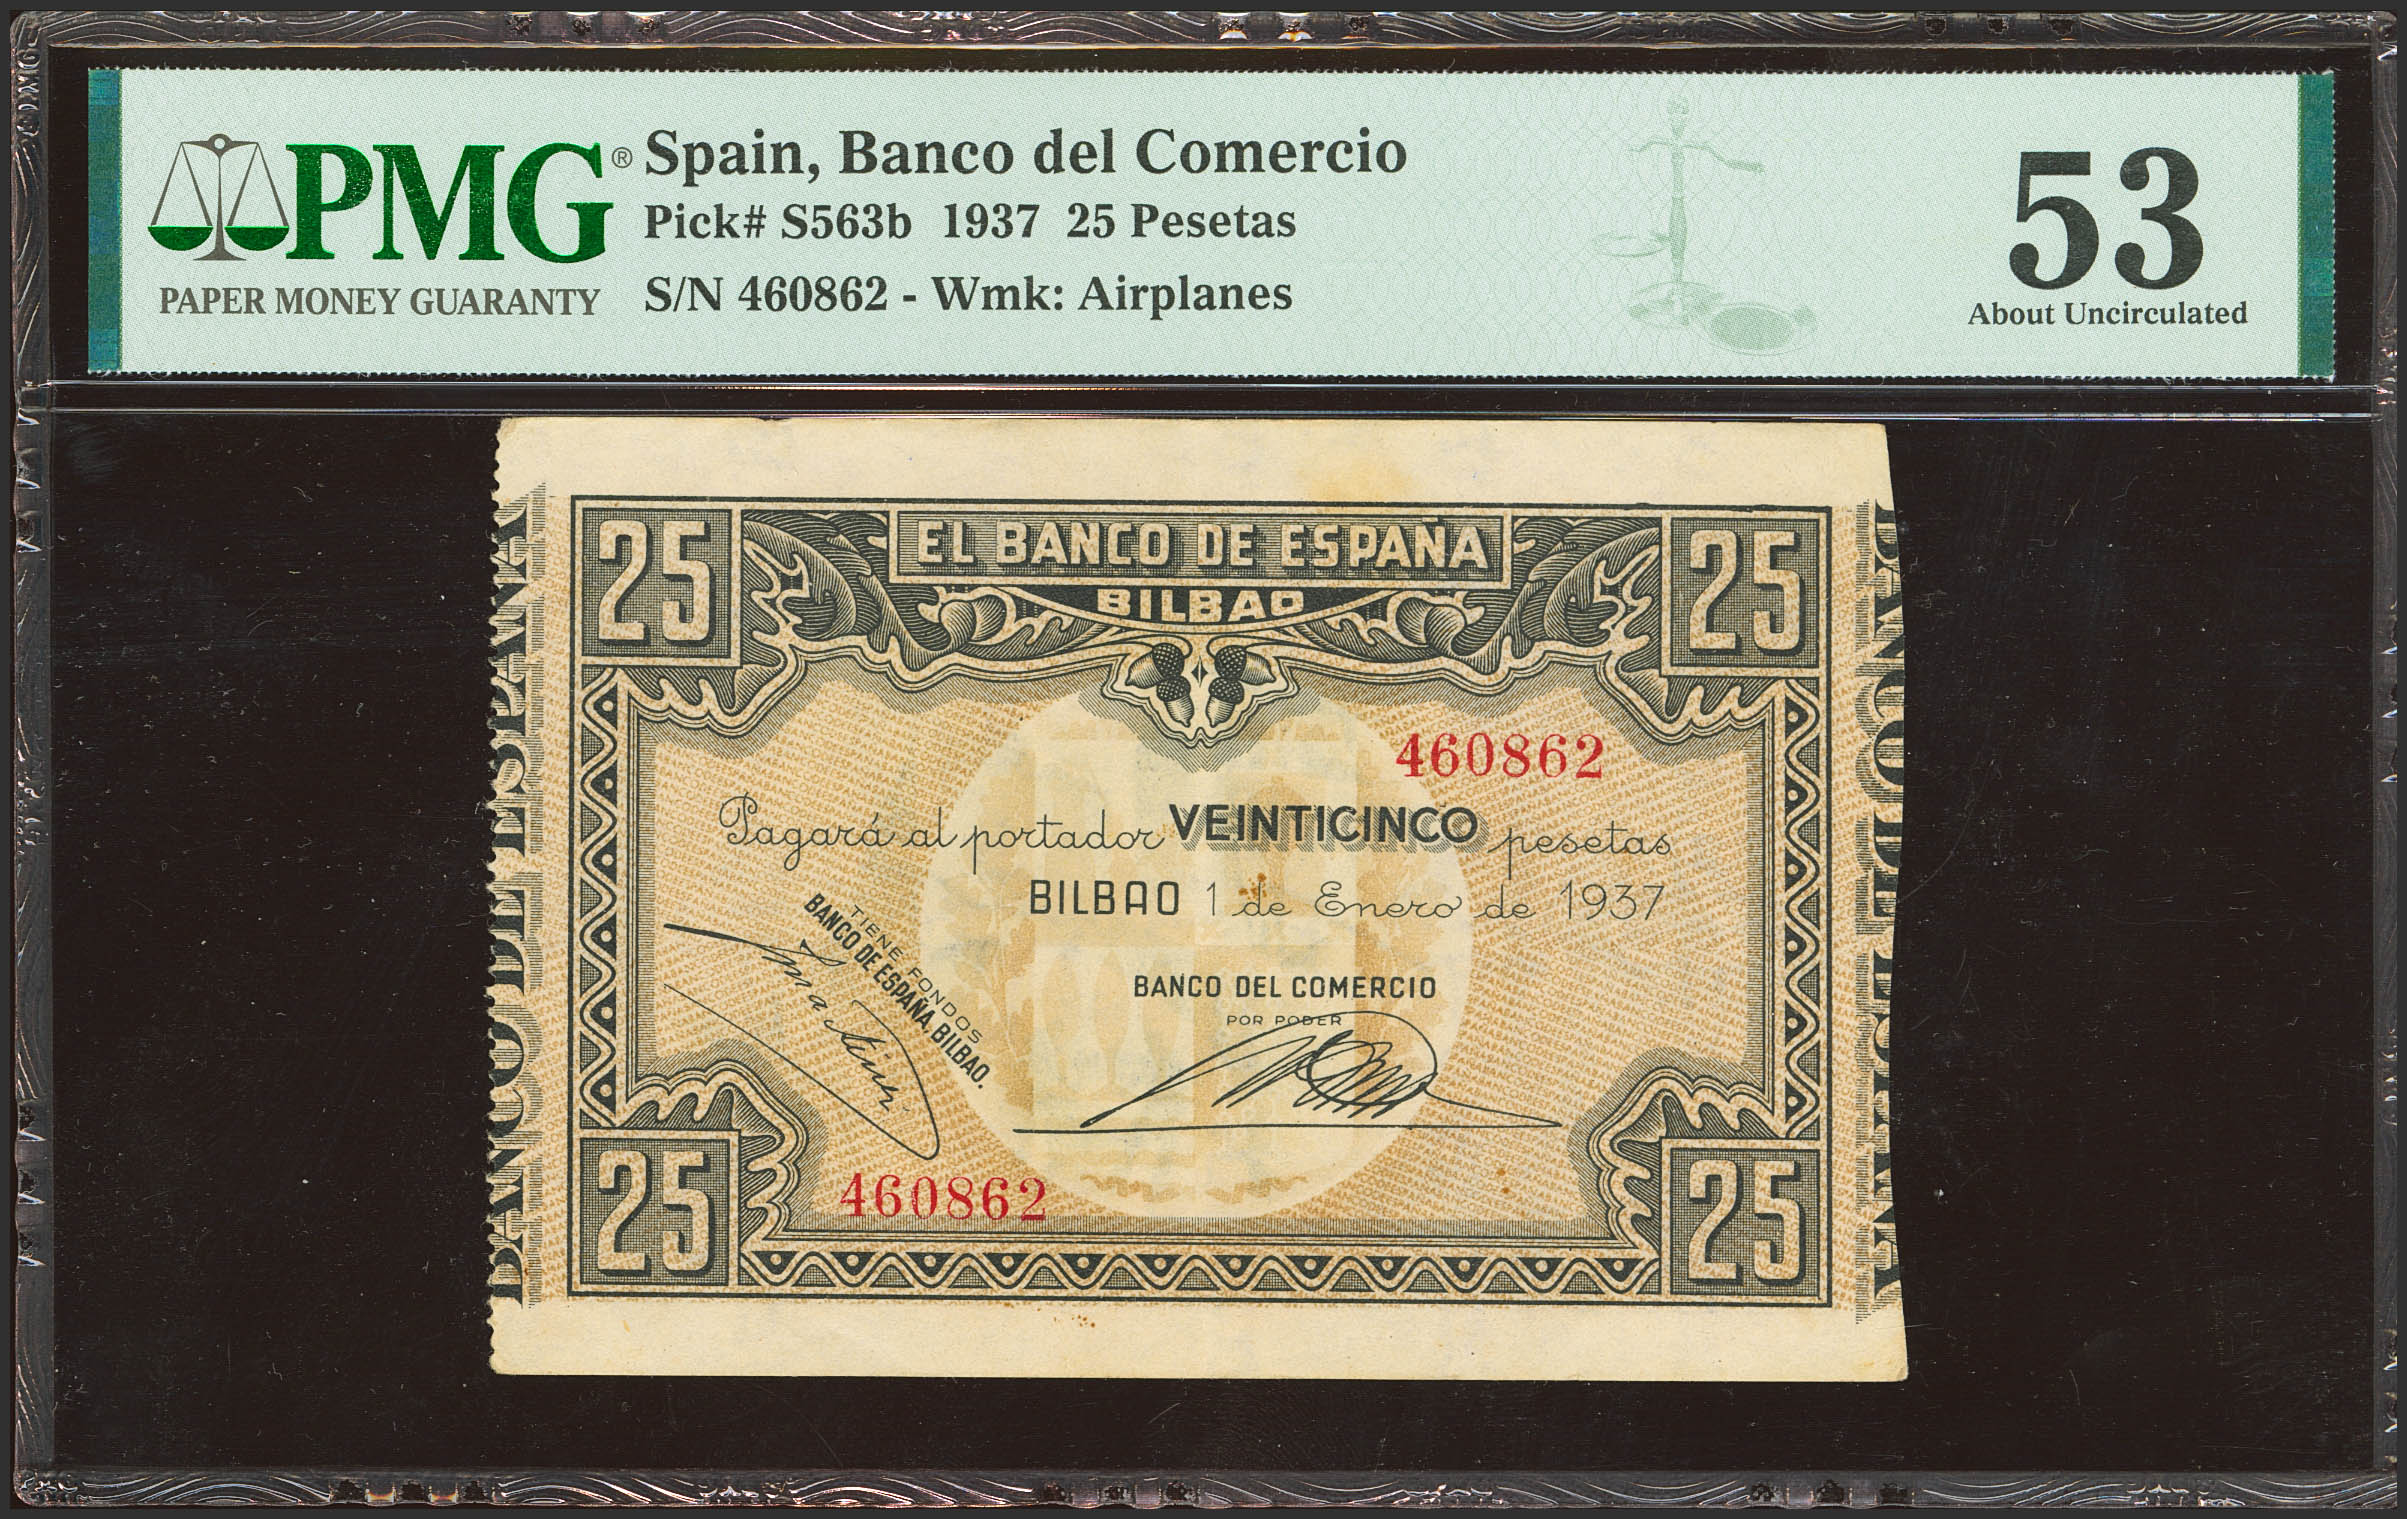 PMG®
PAPER MONEY GUARANTY
Spain, Banco del Comercio
Pick# S563b 1937 25 Pesetas
S/N 460862 - Wmk: Airplanes
53
About Uncirculated
25
EL BANCO DE ESPAÑA
25
BILBAO
BANCO DE ESPAÑA
BANCO DE ESPAÑA
460862
Pagará al portador VEINTICINCO pesetas
BILBAO 1 de Enero de 1937
TIENE FONDOS
BANCO DE ESPAÑA, BILBAO.
BANCO DEL COMERCIO
POR PODER
460862
25
25